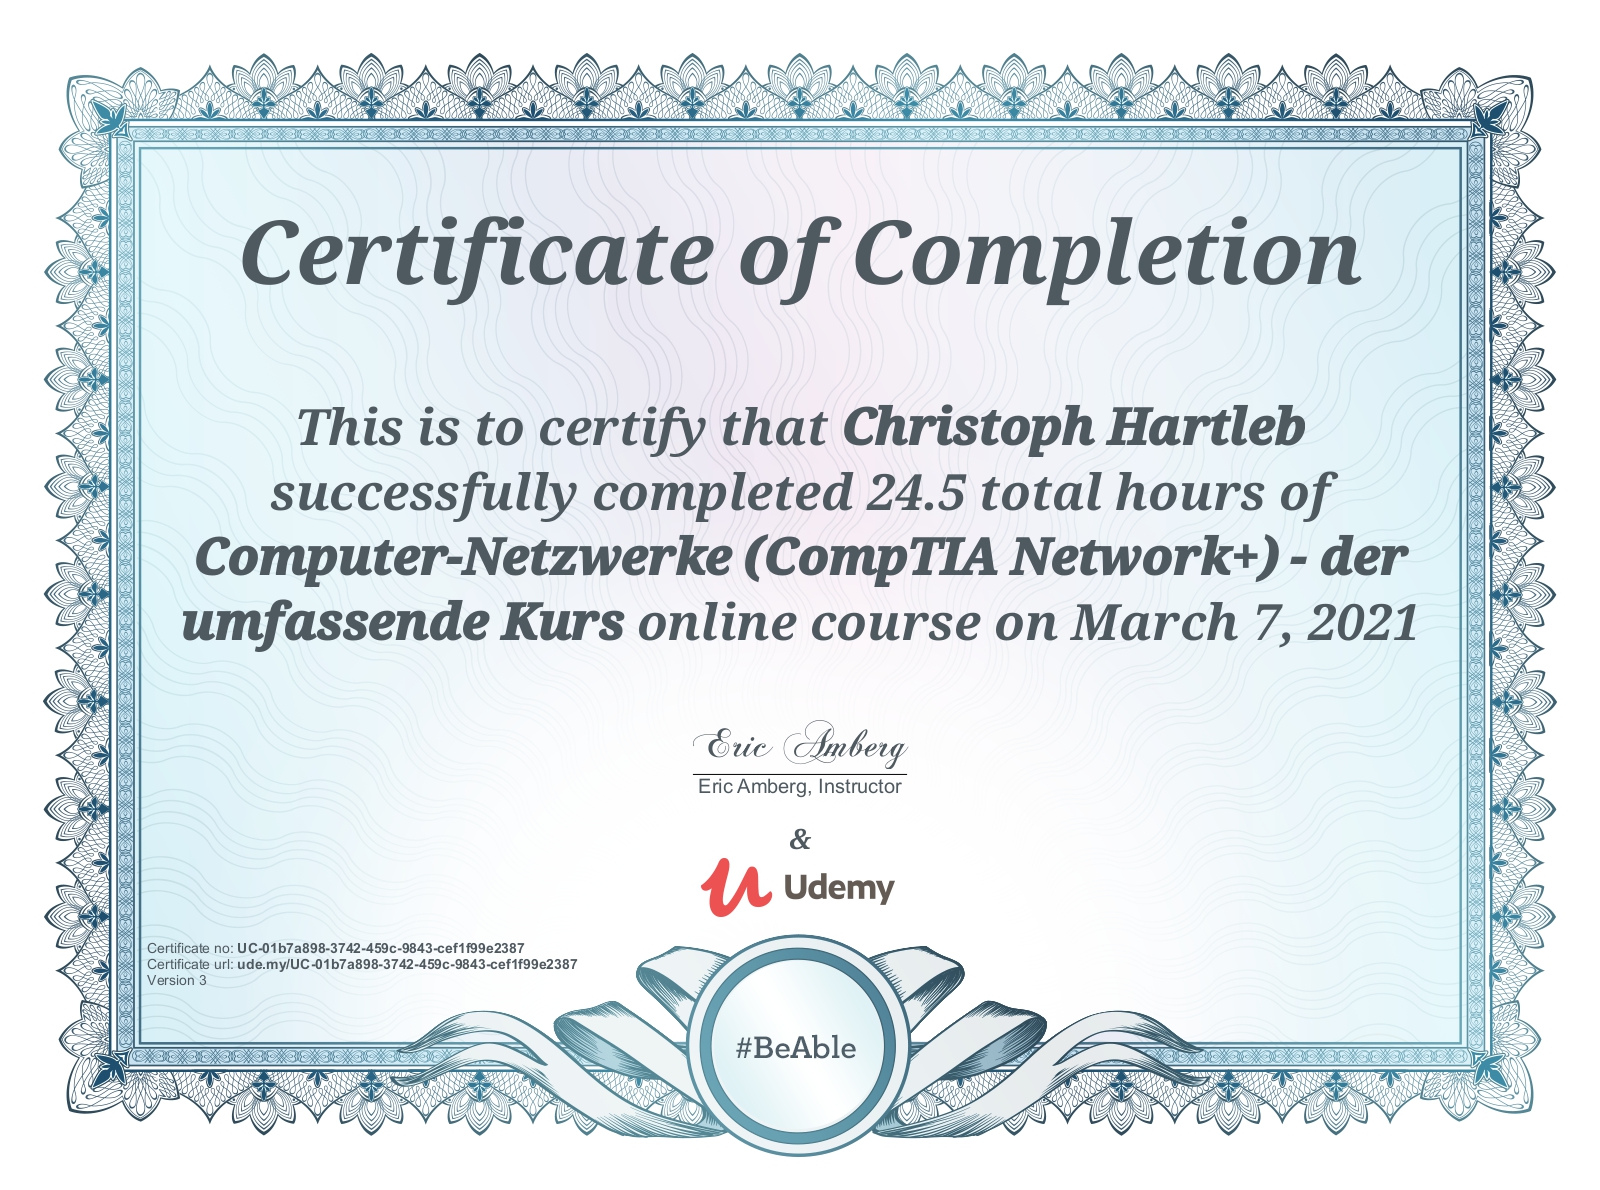 Certificate of Completion
This is to certify that Christoph Hartleb
successfully completed 24.5 total hours of
Computer-Netzwerke (CompTIA Network+) - der
umfassende Kurs online course on March 7, 2021
Eric Amberg
Eric Amberg, Instructor
&
Udemy
Certificate no: UC-01b7a898-3742-459c-9843-cef1f99e2387
Certificate url: ude.my/UC-01b7a898-3742-459c-9843-cef1f99e2387
Version 3
#BeAble